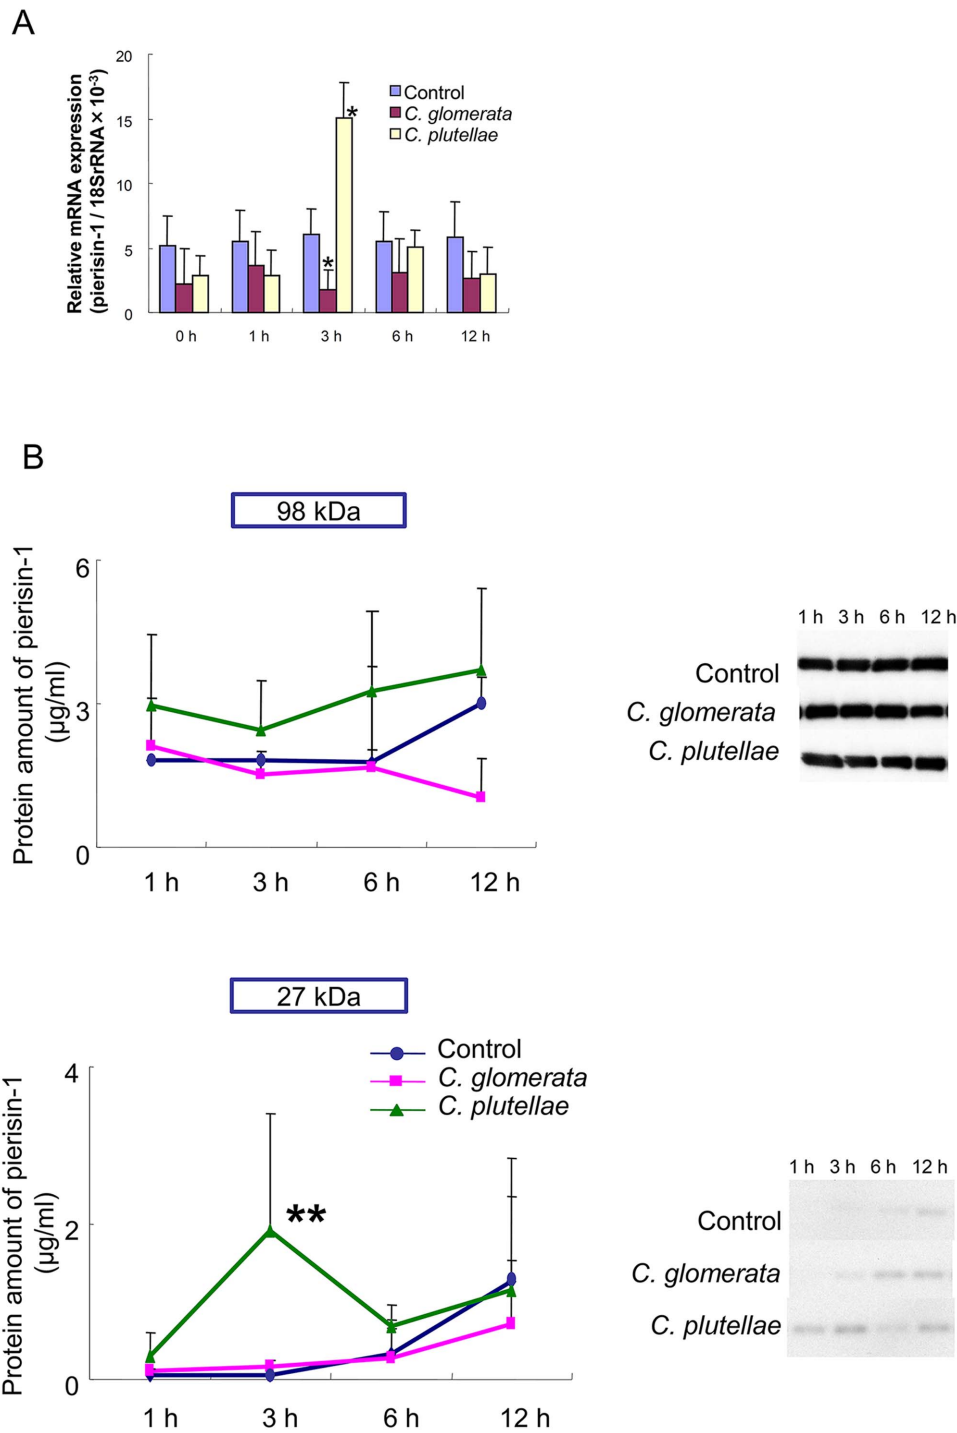 A
Relative mRNA expression
(pierisin-1 / 18SrRNA × 10⁻³)
20
15
10
5
0
Control
C. glomerata
C. plutellae
*
*
0 h
1 h
3 h
6 h
12 h
B
98 kDa
Protein amount of pierisin-1
(μg/ml)
6
3
0
1 h
3 h
6 h
12 h
1 h 3 h 6 h 12 h
Control
C. glomerata
C. plutellae
27 kDa
Protein amount of pierisin-1
(μg/ml)
4
2
0
Control
C. glomerata
C. plutellae
**
1 h
3 h
6 h
12 h
1 h 3 h 6 h 12 h
Control
C. glomerata
C. plutellae